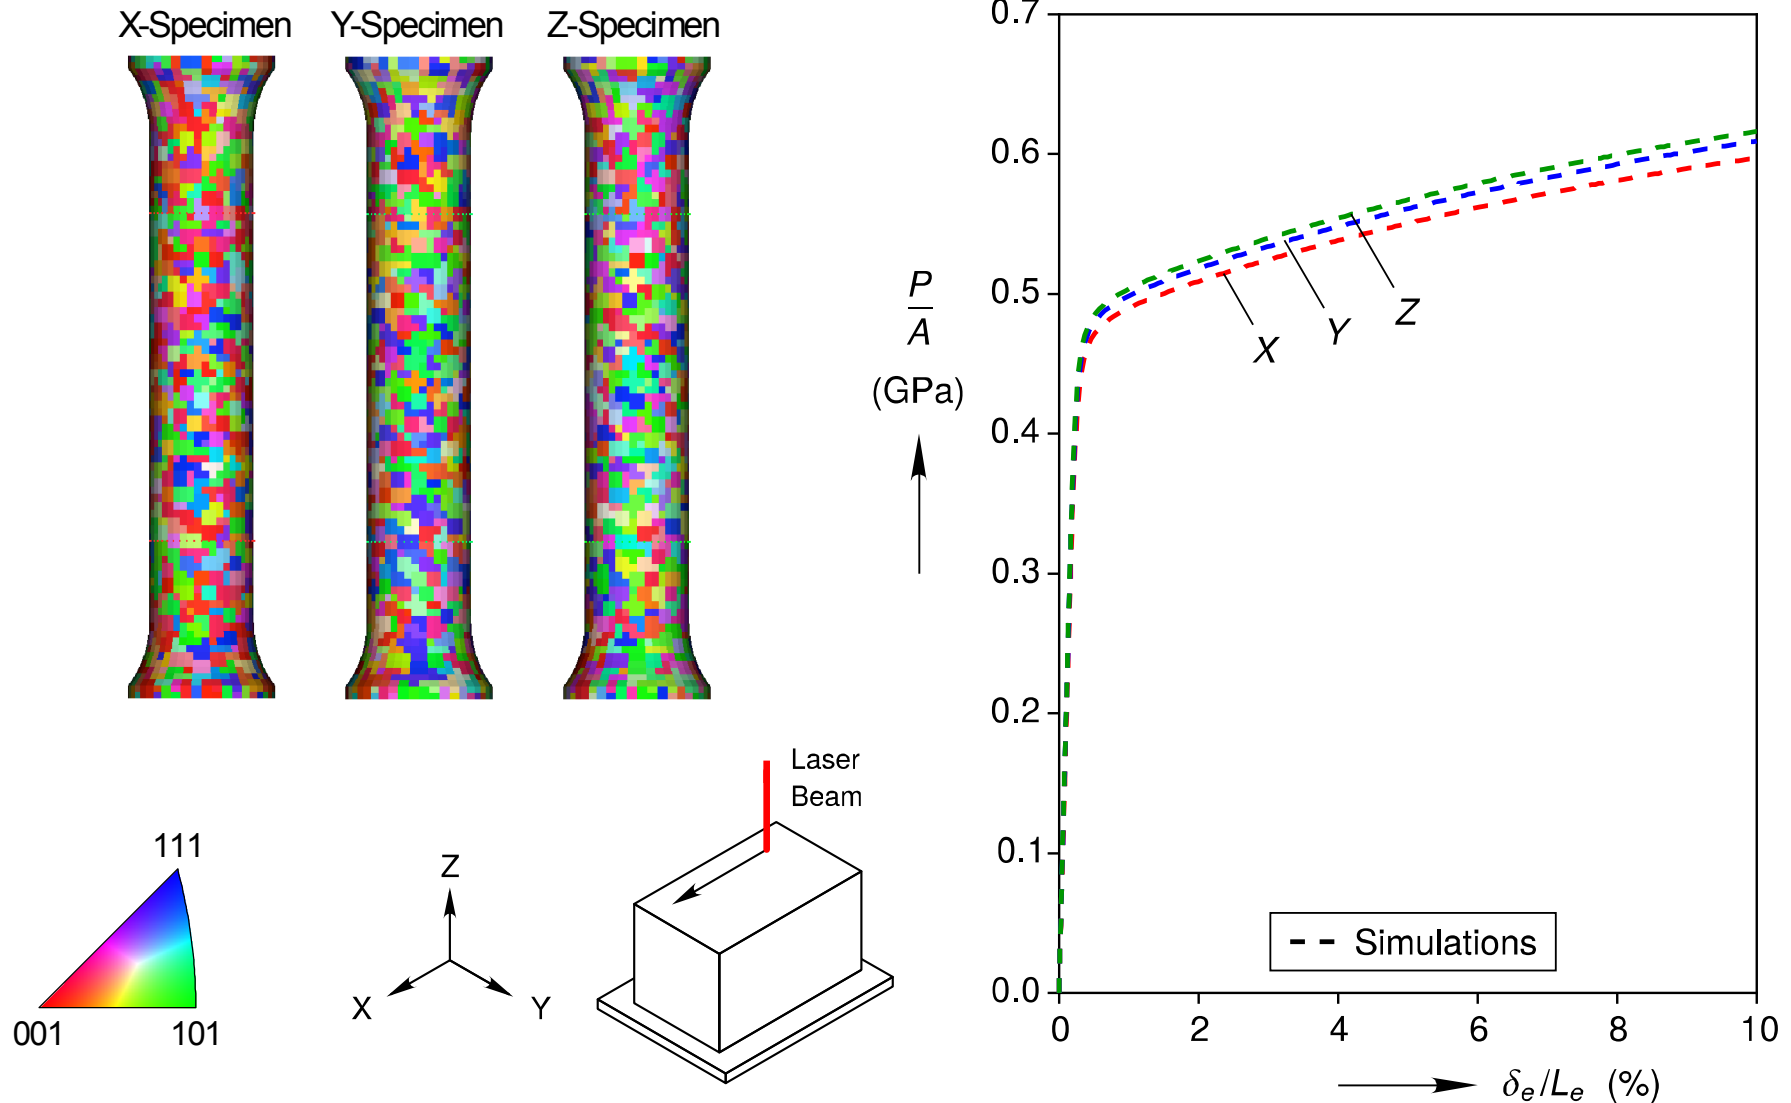 X-Specimen Y-Specimen Z-Specimen
111
001 101
Z
X Y
Laser
Beam
P
A
(GPa)
0.7
0.6
0.5
0.4
0.3
0.2
0.1
0.0
X Y Z
Simulations
0 2 4 6 8 10
δe/Le (%)